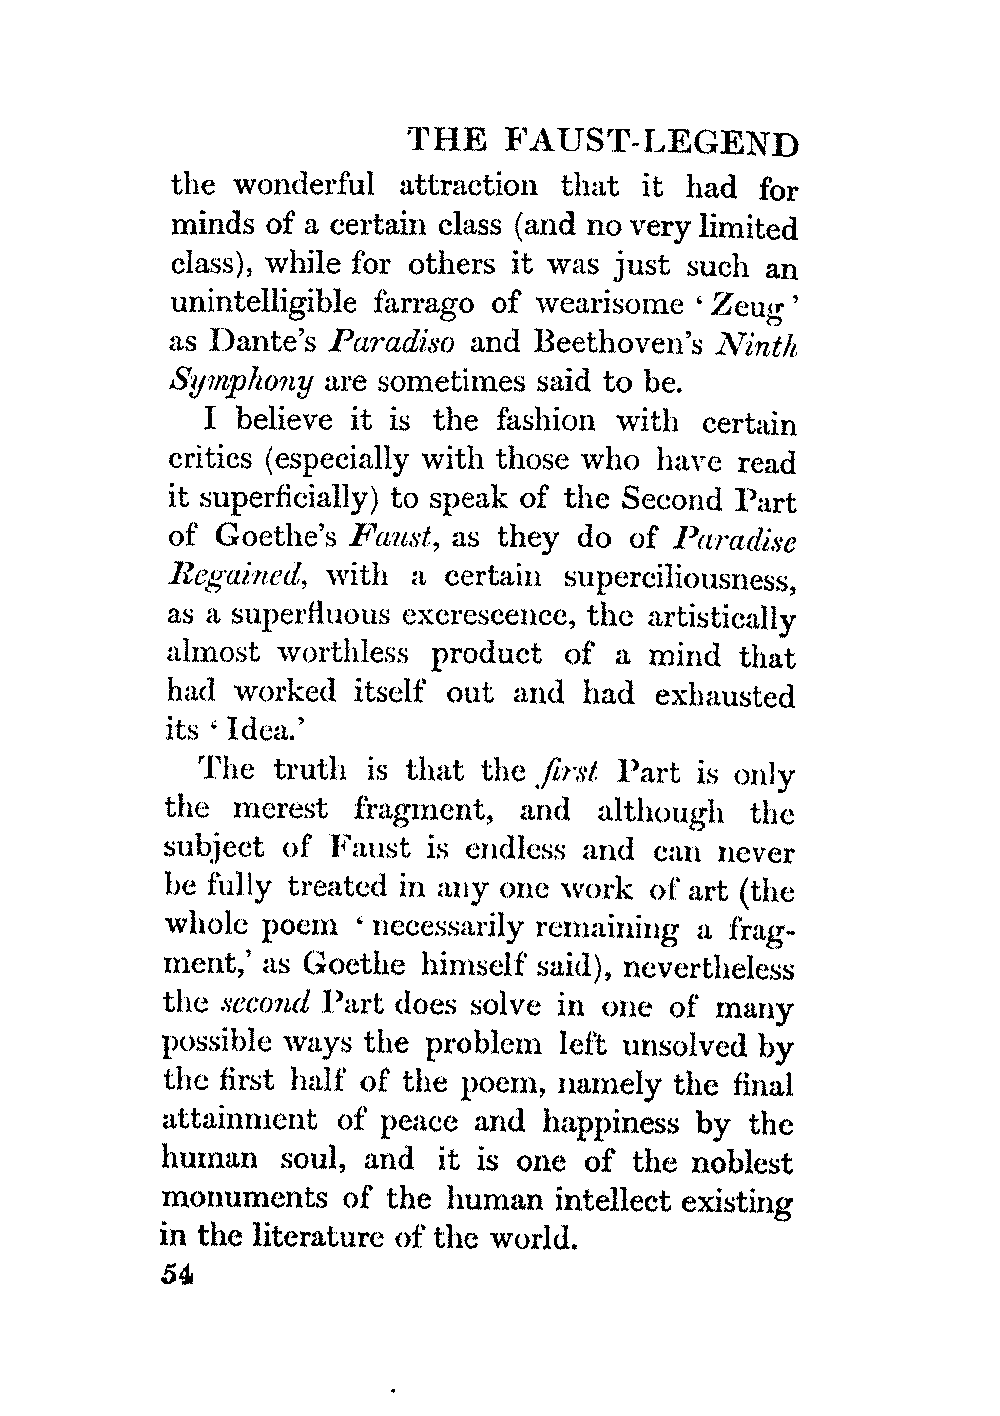 THE FAUST-LEGEND
the wonderful attraction that it had for
minds of a certain class (and no very limited
class), while for others it was just such an
unintelligible farrago of wearisome ‘ Zeug ’
as Dante’s Paradiso and Beethoven’s Ninth
Symphony are sometimes said to be.
I believe it is the fashion with certain
critics (especially with those who have read
it superficially) to speak of the Second Part
of Goethe’s Faust, as they do of Paradise
Regained, with a certain superciliousness,
as a superfluous excrescence, the artistically
almost worthless product of a mind that
had worked itself out and had exhausted
its ‘ Idea.’
The truth is that the first Part is only
the merest fragment, and although the
subject of Faust is endless and can never
be fully treated in any one work of art (the
whole poem ‘ necessarily remaining a frag-
ment,’ as Goethe himself said), nevertheless
the second Part does solve in one of many
possible ways the problem left unsolved by
the first half of the poem, namely the final
attainment of peace and happiness by the
human soul, and it is one of the noblest
monuments of the human intellect existing
in the literature of the world.
54